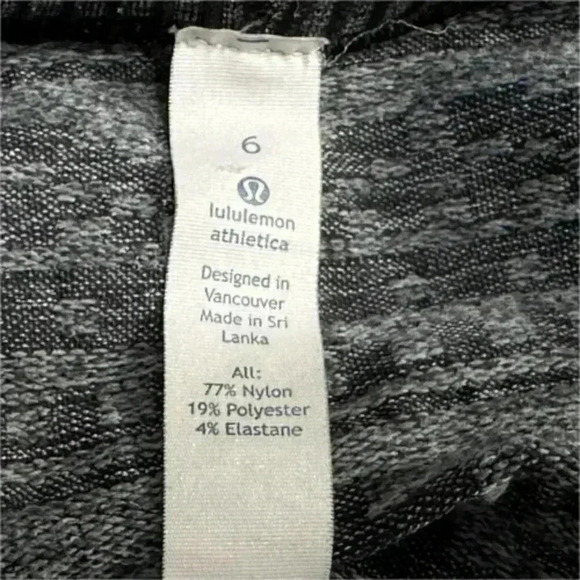 6
lululemon
athletica
Designed in
Vancouver
Made in Sri
Lanka
All:
77% Nylon
19% Polyester
4% Elastane